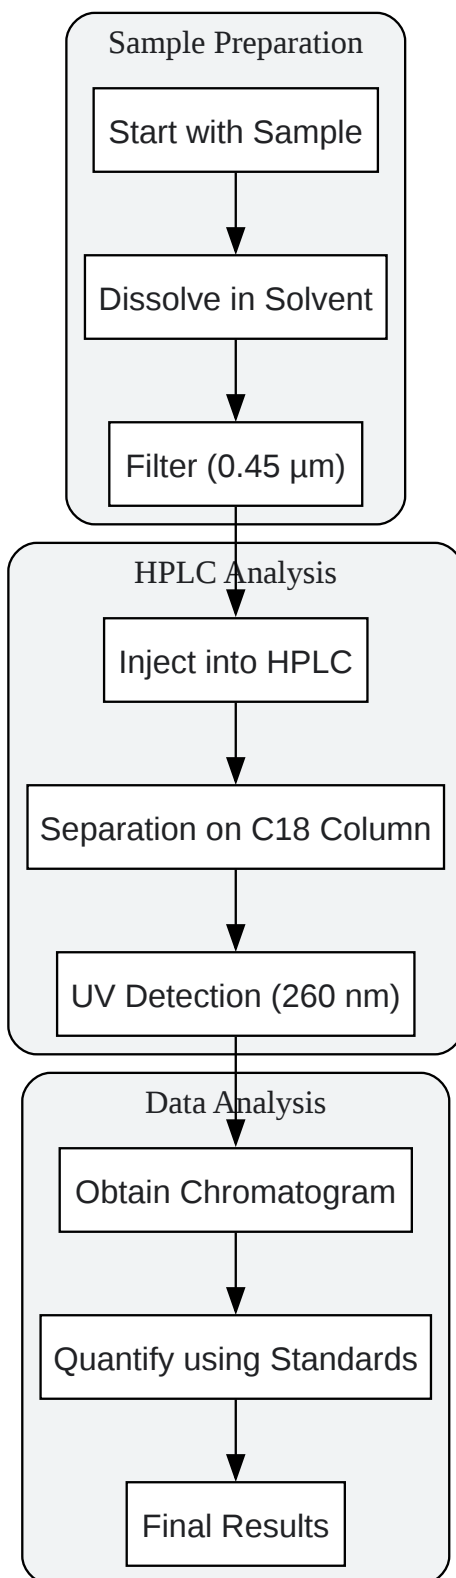 Sample Preparation
Start with Sample
Dissolve in Solvent
Filter (0.45 µm)
HPLC Analysis
Inject into HPLC
Separation on C18 Column
UV Detection (260 nm)
Data Analysis
Obtain Chromatogram
Quantify using Standards
Final Results